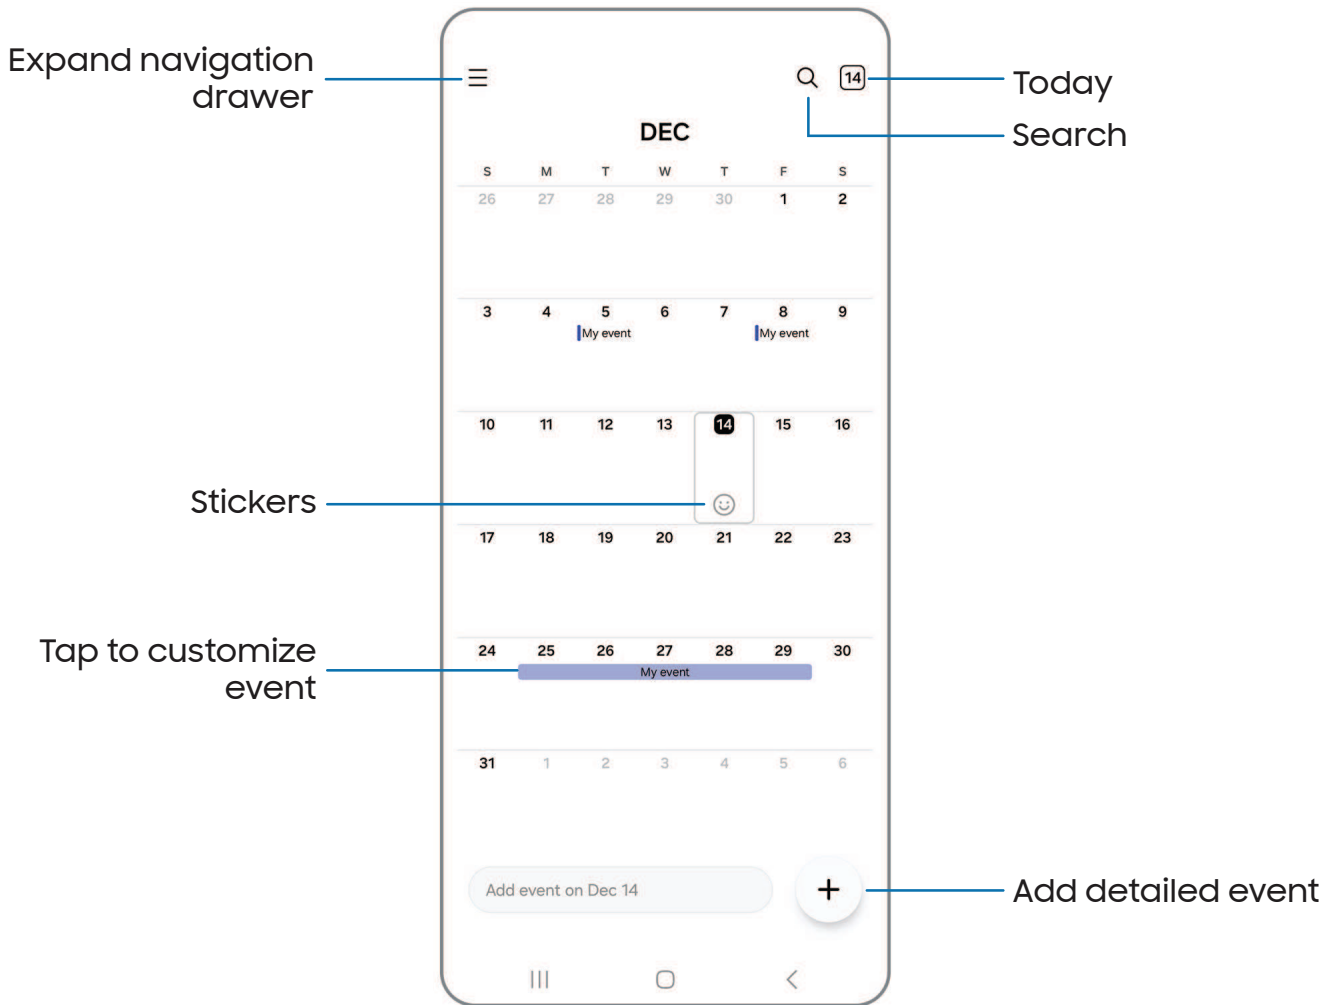 Expand navigation
drawer
14
Today
Search
DEC
S M T W T F S
26 27 28 29 30 1 2
3 4 5 6 7 8 9
My event My event
10 11 12 13 14 15 16
Stickers
17 18 19 20 21 22 23
Tap to customize
event
24 25 26 27 28 29 30
My event
31 1 2 3 4 5 6
Add event on Dec 14
Add detailed event